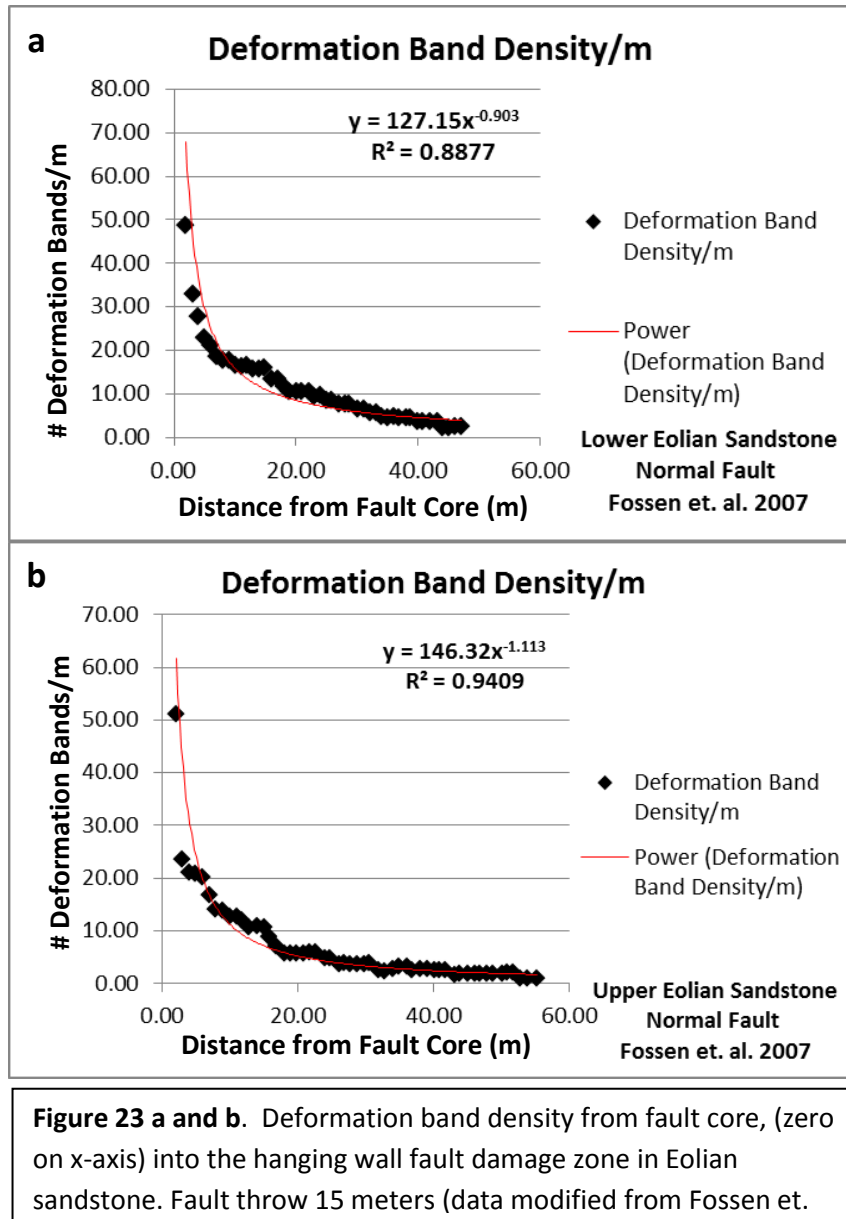 a
Deformation Band Density/m
# Deformation Bands/m
80.00
70.00
60.00
50.00
40.00
30.00
20.00
10.00
0.00
y = 127.15x^-0.903
R² = 0.8877
Deformation Band
Density/m
Power
(Deformation Band
Density/m)
0.00 20.00 40.00 60.00
Distance from Fault Core (m)
Lower Eolian Sandstone
Normal Fault
Fossen et. al. 2007
b
Deformation Band Density/m
# Deformation Bands/m
70.00
60.00
50.00
40.00
30.00
20.00
10.00
0.00
y = 146.32x^-1.113
R² = 0.9409
Deformation Band
Density/m
Power (Deformation
Band Density/m)
0.00 20.00 40.00 60.00
Distance from Fault Core (m)
Upper Eolian Sandstone
Normal Fault
Fossen et. al. 2007
Figure 23 a and b. Deformation band density from fault core, (zero
on x-axis) into the hanging wall fault damage zone in Eolian
sandstone. Fault throw 15 meters (data modified from Fossen et.